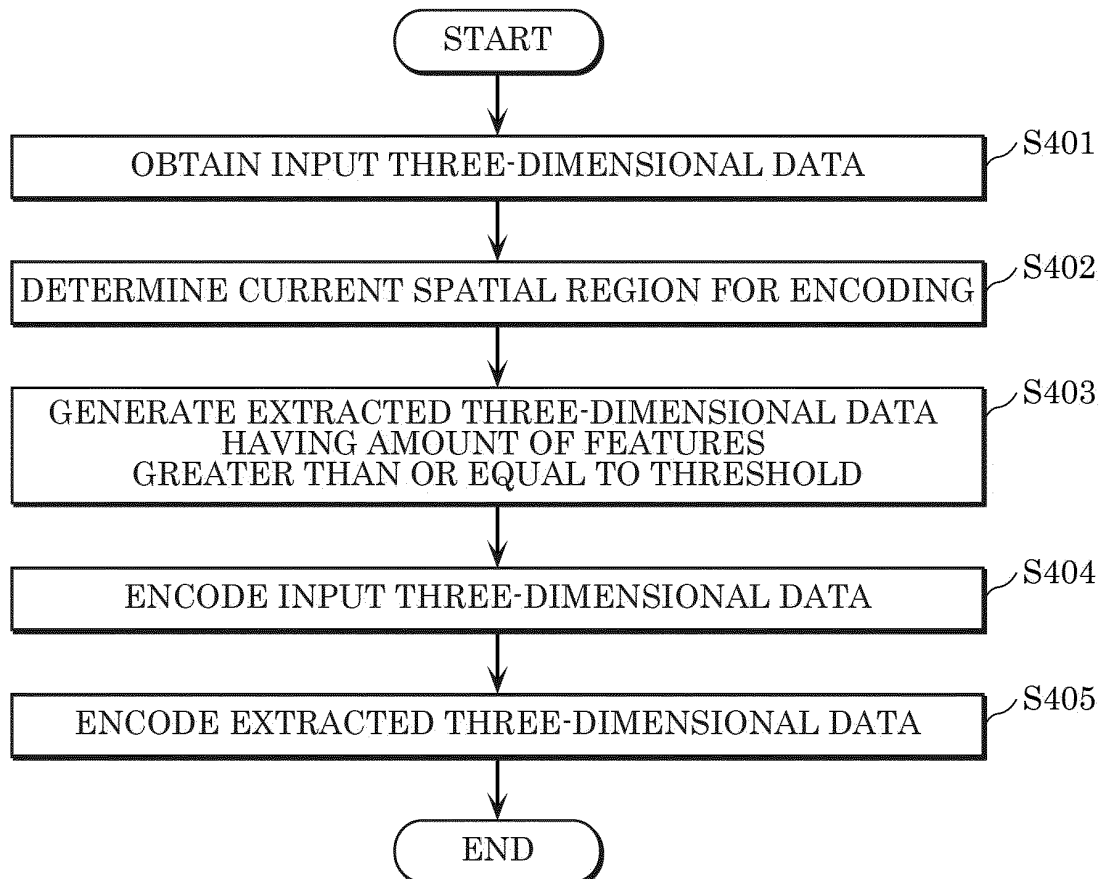 START
OBTAIN INPUT THREE-DIMENSIONAL DATA
S401
DETERMINE CURRENT SPATIAL REGION FOR ENCODING
S402
GENERATE EXTRACTED THREE-DIMENSIONAL DATA
HAVING AMOUNT OF FEATURES
GREATER THAN OR EQUAL TO THRESHOLD
S403
ENCODE INPUT THREE-DIMENSIONAL DATA
S404
ENCODE EXTRACTED THREE-DIMENSIONAL DATA
S405
END